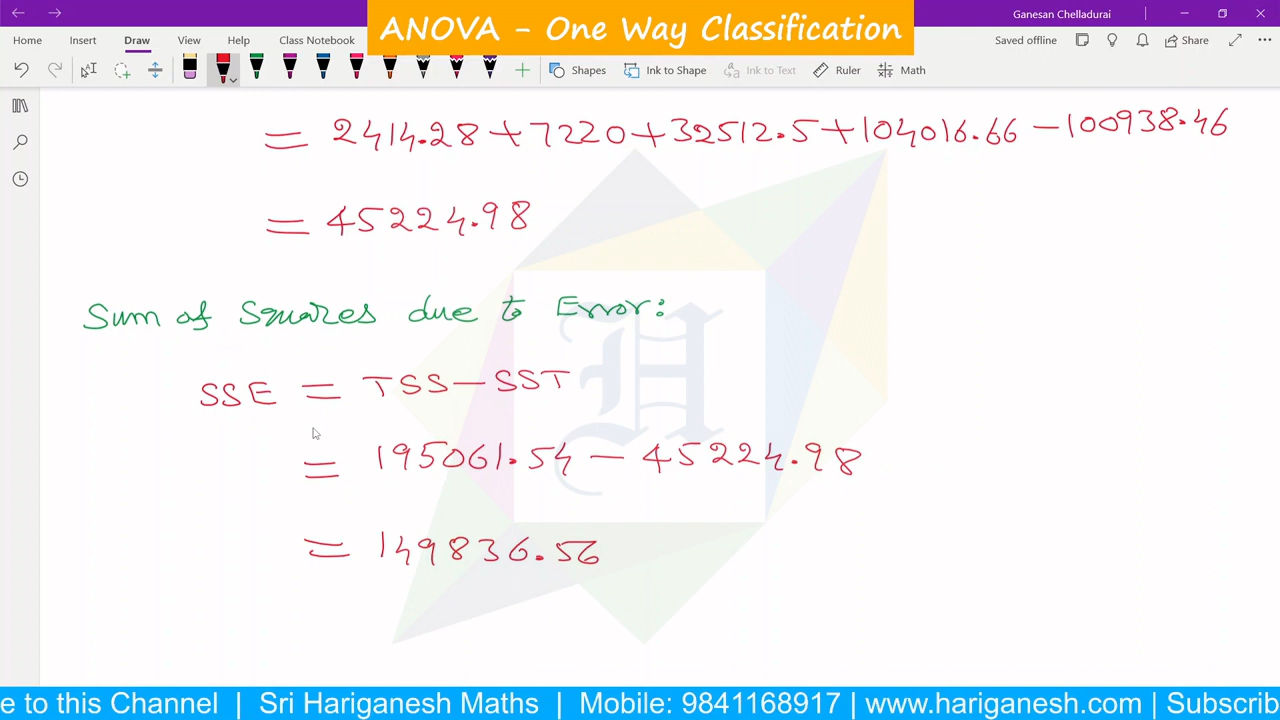 Ganesan Chelladurai
ANOVA - One Way Classification
Home Insert Draw View Help Class Notebook Saved offline Share
Shapes Ink to Shape Ink to Text Ruler Math
= 2414.28 + 7220 + 32512.5 + 104016.66 - 100938.46
= 45224.98
Sum of Squares due to Error:
SSE = TSS - SST
= 195061.54 - 45224.98
= 149836.56
e to this Channel | Sri Hariganesh Maths | Mobile: 9841168917 | www.hariganesh.com | Subscrib